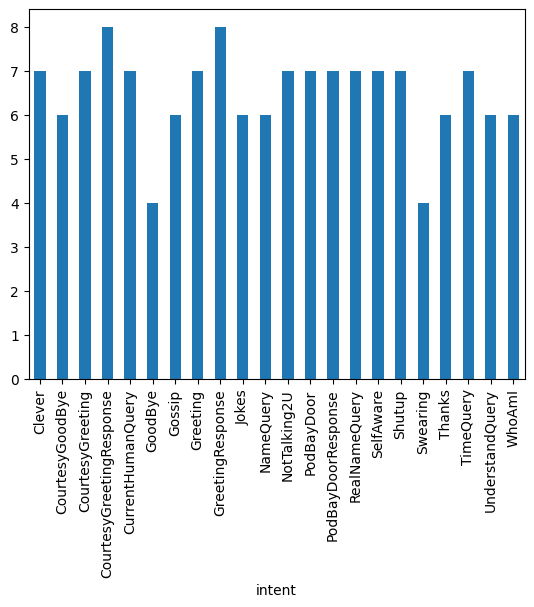 8
7
6
5
4
3
2
1
0
Clever
CourtesyGoodBye
CourtesyGreeting
CourtesyGreetingResponse
CurrentHumanQuery
GoodBye
Gossip
Greeting
GreetingResponse
Jokes
NameQuery
NotTalking2U
PodBayDoor
PodBayDoorResponse
RealNameQuery
SelfAware
Shutup
Swearing
Thanks
TimeQuery
UnderstandQuery
WhoAmI
intent